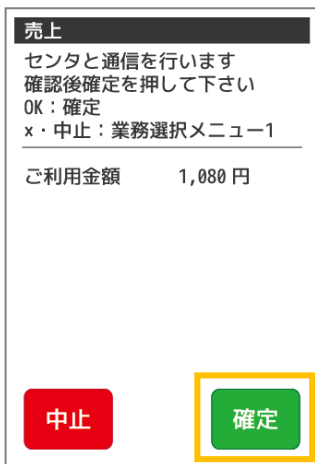 売上
センタと通信を行います
確認後確定を押して下さい
OK：確定
×・中止：業務選択メニュー1
ご利用金額 1,080 円
中止 確定